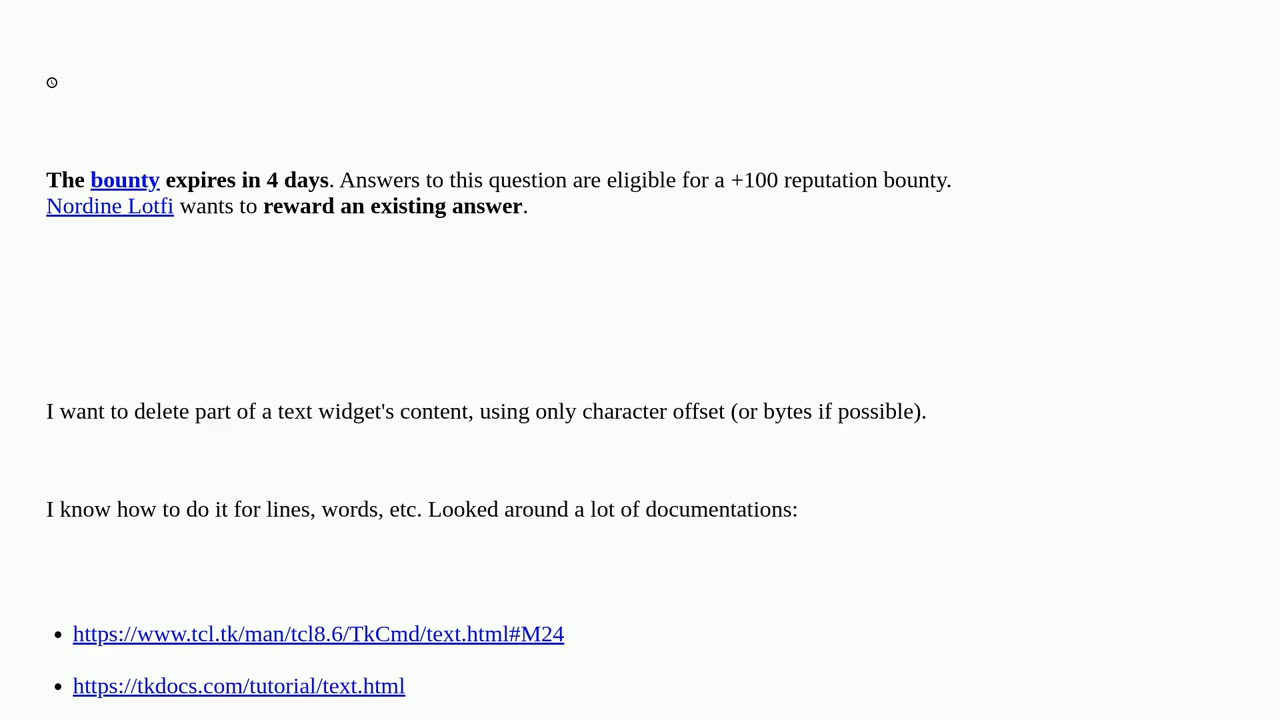 The bounty expires in 4 days. Answers to this question are eligible for a +100 reputation bounty.
Nordine Lotfi wants to reward an existing answer.
I want to delete part of a text widget's content, using only character offset (or bytes if possible).
I know how to do it for lines, words, etc. Looked around a lot of documentations:
• https://www.tcl.tk/man/tcl8.6/TkCmd/text.html#M24
• https://tkdocs.com/tutorial/text.html